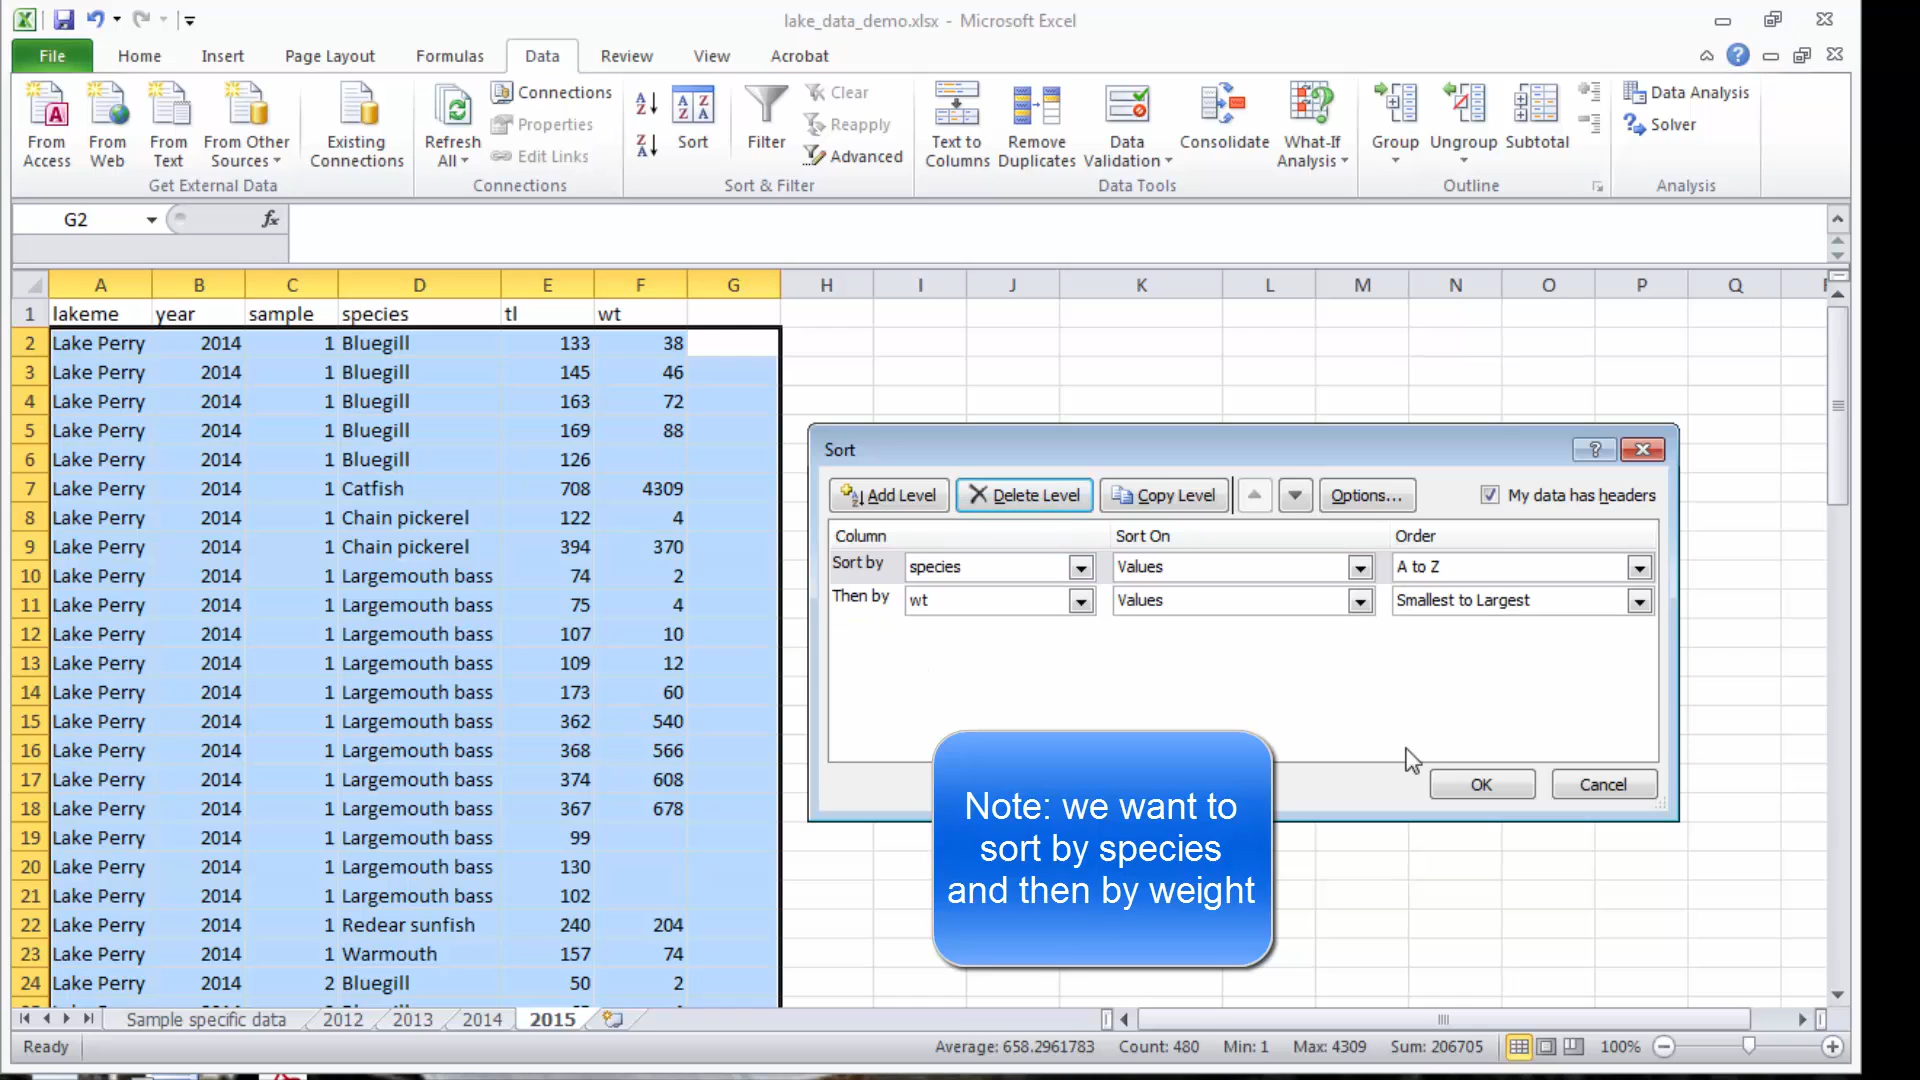 lake_data_demo.xlsx - Microsoft Excel
File Home Insert Page Layout Formulas Data Review View Acrobat
From Access From Web From Text From Other Sources Existing Connections Refresh All Connections Properties Edit Links Sort Filter Clear Reapply Advanced Text to Columns Remove Duplicates Data Validation Consolidate What-If Analysis Group Ungroup Subtotal Data Analysis Solver
Get External Data Connections Sort & Filter Data Tools Outline Analysis
G2 fx
A B C D E F G H I J K L M N O P Q
1 lakeme year sample species tl wt
2 Lake Perry 2014 1 Bluegill 133 38
3 Lake Perry 2014 1 Bluegill 145 46
4 Lake Perry 2014 1 Bluegill 163 72
5 Lake Perry 2014 1 Bluegill 169 88
6 Lake Perry 2014 1 Bluegill 126
7 Lake Perry 2014 1 Catfish 708 4309
8 Lake Perry 2014 1 Chain pickerel 122 4
9 Lake Perry 2014 1 Chain pickerel 394 370
10 Lake Perry 2014 1 Largemouth bass 74 2
11 Lake Perry 2014 1 Largemouth bass 75 4
12 Lake Perry 2014 1 Largemouth bass 107 10
13 Lake Perry 2014 1 Largemouth bass 109 12
14 Lake Perry 2014 1 Largemouth bass 173 60
15 Lake Perry 2014 1 Largemouth bass 362 540
16 Lake Perry 2014 1 Largemouth bass 368 566
17 Lake Perry 2014 1 Largemouth bass 374 608
18 Lake Perry 2014 1 Largemouth bass 367 678
19 Lake Perry 2014 1 Largemouth bass 99
20 Lake Perry 2014 1 Largemouth bass 130
21 Lake Perry 2014 1 Largemouth bass 102
22 Lake Perry 2014 1 Redear sunfish 240 204
23 Lake Perry 2014 1 Warmouth 157 74
24 Lake Perry 2014 2 Bluegill 50 2
Sort
Add Level Delete Level Copy Level Options... My data has headers
Column Sort On Order
Sort by species Values A to Z
Then by wt Values Smallest to Largest
OK Cancel
Note: we want to
sort by species
and then by weight
Sample specific data 2012 2013 2014 2015
Ready Average: 658.2961783 Count: 480 Min: 1 Max: 4309 Sum: 206705 100%